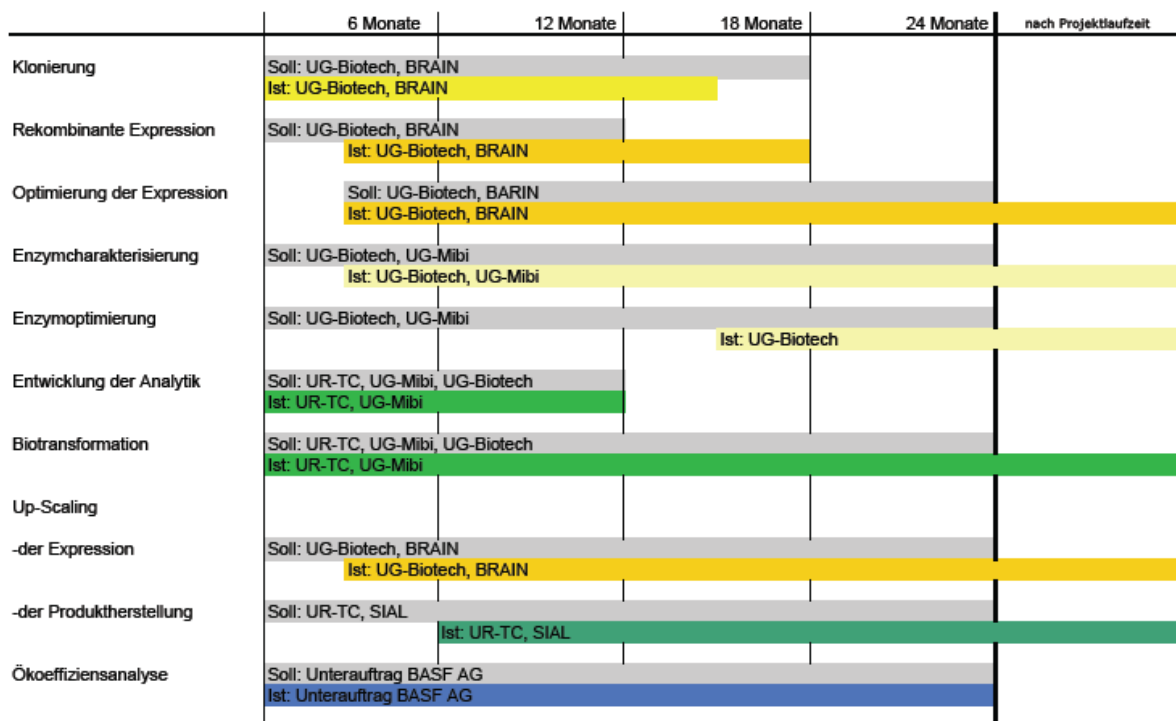 6 Monate 12 Monate 18 Monate 24 Monate nach Projektlaufzeit
Klonierung Soll: UG-Biotech, BRAIN
Ist: UG-Biotech, BRAIN
Rekombinante Expression Soll: UG-Biotech, BRAIN
Ist: UG-Biotech, BRAIN
Optimierung der Expression Soll: UG-Biotech, BARIN
Ist: UG-Biotech, BRAIN
Enzymcharakterisierung Soll: UG-Biotech, UG-Mibi
Ist: UG-Biotech, UG-Mibi
Enzymoptimierung Soll: UG-Biotech, UG-Mibi
Ist: UG-Biotech
Entwicklung der Analytik Soll: UR-TC, UG-Mibi, UG-Biotech
Ist: UR-TC, UG-Mibi
Biotransformation Soll: UR-TC, UG-Mibi, UG-Biotech
Ist: UR-TC, UG-Mibi
Up-Scaling
-der Expression Soll: UG-Biotech, BRAIN
Ist: UG-Biotech, BRAIN
-der Produktherstellung Soll: UR-TC, SIAL
Ist: UR-TC, SIAL
Ökoeffiziensanalyse Soll: Unterauftrag BASF AG
Ist: Unterauftrag BASF AG